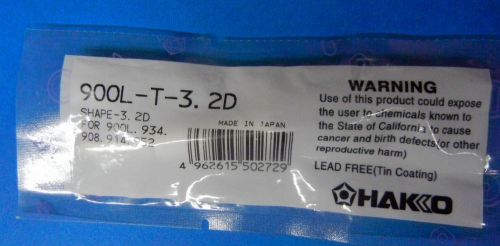 900L-T-3.2D
SHAPE-3.2D
FOR 900L.934.
908.914.952
MADE IN JAPAN
4 962615 502729
WARNING
Use of this product could expose
the user to chemicals known to
the State of California to cause
cancer and birth defects(or other
reproductive harm)
LEAD FREE(Tin Coating)
HAKKO